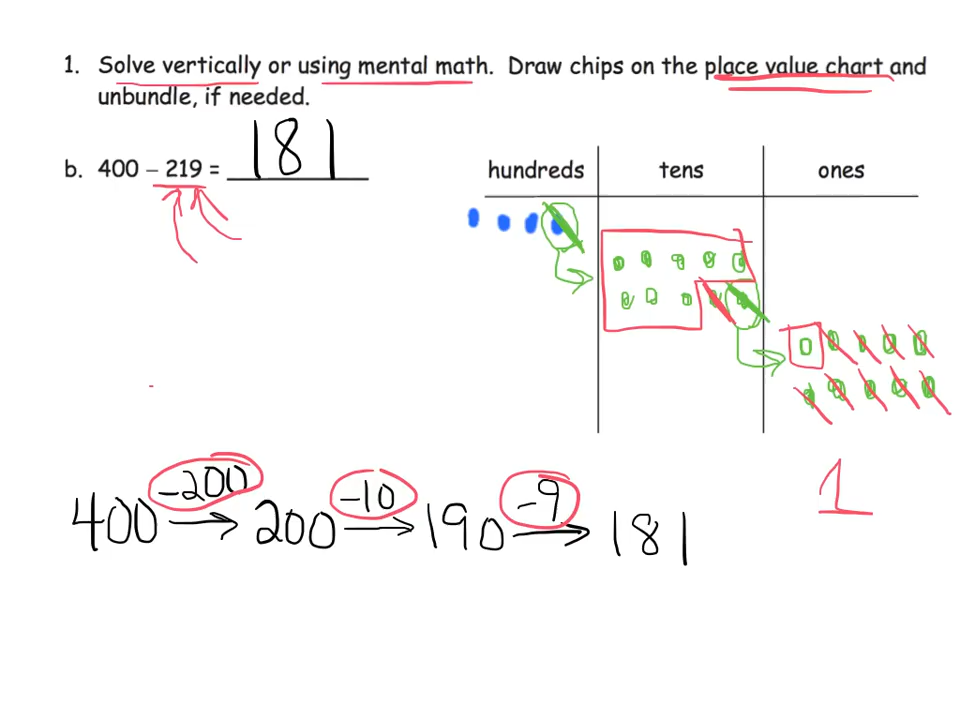 1. Solve vertically or using mental math. Draw chips on the place value chart and
unbundle, if needed.
b. 400 – 219 = 181
hundreds tens ones
1
400 –200 → 200 –10 → 190 –9 → 181